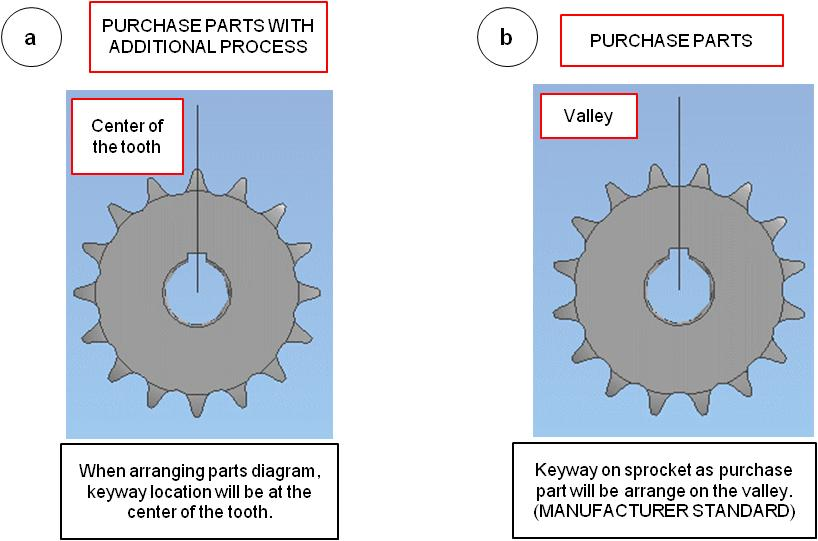 a
PURCHASE PARTS WITH
ADDITIONAL PROCESS
b
PURCHASE PARTS
Center of
the tooth
Valley
When arranging parts diagram,
keyway location will be at the
center of the tooth.
Keyway on sprocket as purchase
part will be arrange on the valley.
(MANUFACTURER STANDARD)